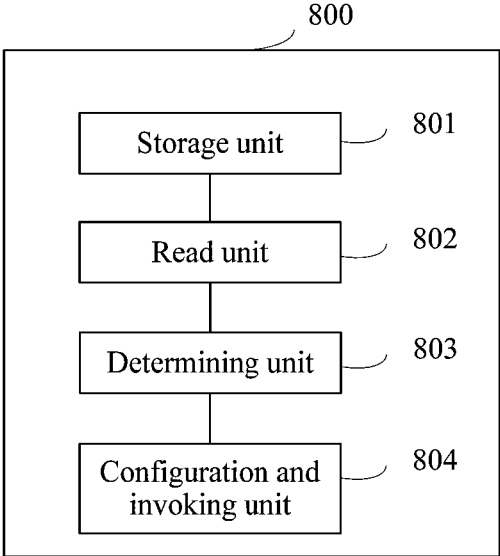 800
Storage unit
801
Read unit
802
Determining unit
803
Configuration and
invoking unit
804